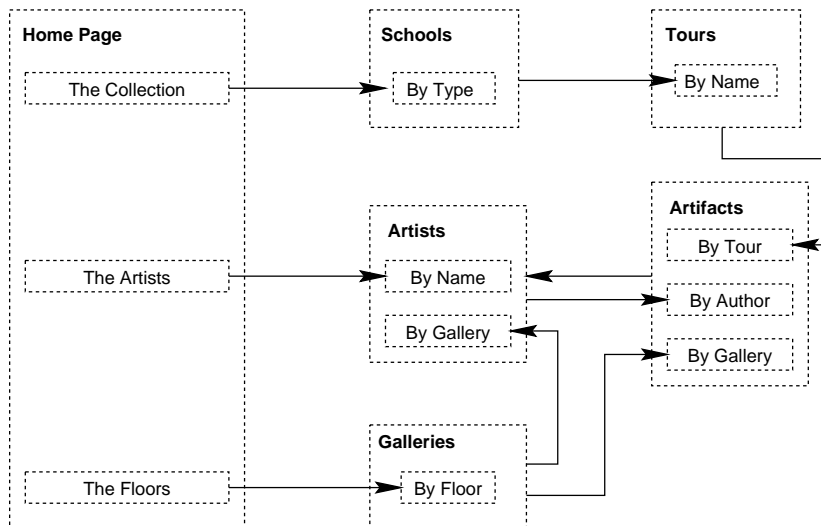 Home Page
The Collection
The Artists
The Floors
Schools
By Type
Tours
By Name
Artists
By Name
By Gallery
Artifacts
By Tour
By Author
By Gallery
Galleries
By Floor